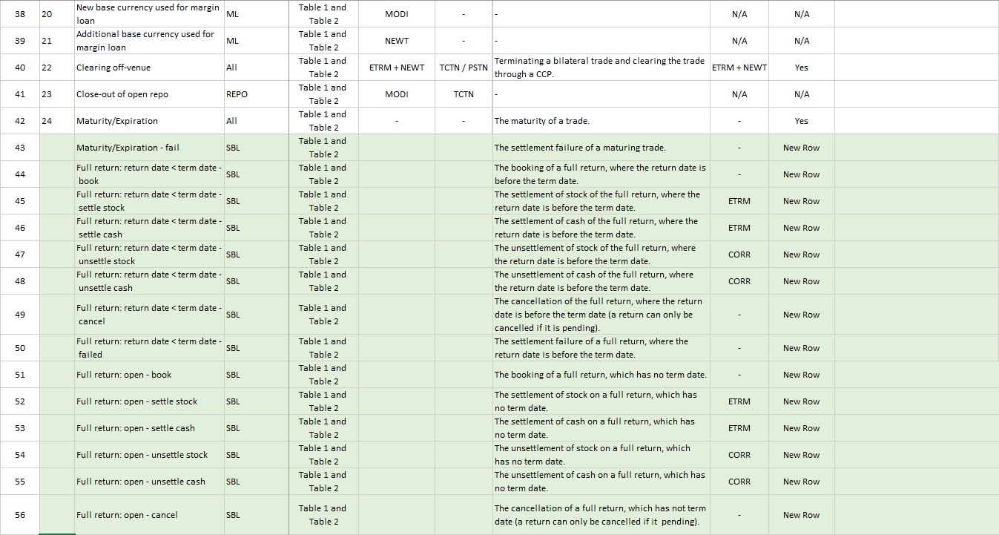 38 20 New base currency used for margin loan ML Table 1 and Table 2 MODI - - N/A N/A
39 21 Additional base currency used for margin loan ML Table 1 and Table 2 NEWT - - N/A N/A
40 22 Clearing off-venue All Table 1 and Table 2 ETRM + NEWT TCTN / PSTN Terminating a bilateral trade and clearing the trade through a CCP. ETRM + NEWT Yes
41 23 Close-out of open repo REPO Table 1 and Table 2 MODI TCTN - N/A N/A
42 24 Maturity/Expiration All Table 1 and Table 2 - - The maturity of a trade. - Yes
43 Maturity/Expiration - fail SBL Table 1 and Table 2 The settlement failure of a maturing trade. - New Row
44 Full return: return date < term date - book SBL Table 1 and Table 2 The booking of a full return, where the return date is before the term date. - New Row
45 Full return: return date < term date - settle stock SBL Table 1 and Table 2 The settlement of stock of the full return, where the return date is before the term date. ETRM New Row
46 Full return: return date < term date - settle cash SBL Table 1 and Table 2 The settlement of cash of the full return, where the return date is before the term date. ETRM New Row
47 Full return: return date < term date - unsettle stock SBL Table 1 and Table 2 The unsettlement of stock of the full return, where the return date is before the term date. CORR New Row
48 Full return: return date < term date - unsettle cash SBL Table 1 and Table 2 The unsettlement of cash of the full return, where the return date is before the term date. CORR New Row
49 Full return: return date < term date - cancel SBL Table 1 and Table 2 The cancellation of the full return, where the return date is before the term date (a return can only be cancelled if it is pending). - New Row
50 Full return: return date < term date - failed SBL Table 1 and Table 2 The settlement failure of a full return, where the return date is before the term date. - New Row
51 Full return: open - book SBL Table 1 and Table 2 The booking of a full return, which has no term date. - New Row
52 Full return: open - settle stock SBL Table 1 and Table 2 The settlement of stock on a full return, which has no term date. ETRM New Row
53 Full return: open - settle cash SBL Table 1 and Table 2 The settlement of cash on a full return, which has no term date. ETRM New Row
54 Full return: open - unsettle stock SBL Table 1 and Table 2 The unsettlement of stock on a full return, which has no term date. CORR New Row
55 Full return: open - unsettle cash SBL Table 1 and Table 2 The unsettlement of cash on a full return, which has no term date. CORR New Row
56 Full return: open - cancel SBL Table 1 and Table 2 The cancellation of a full return, which has not term date (a return can only be cancelled if it pending). - New Row